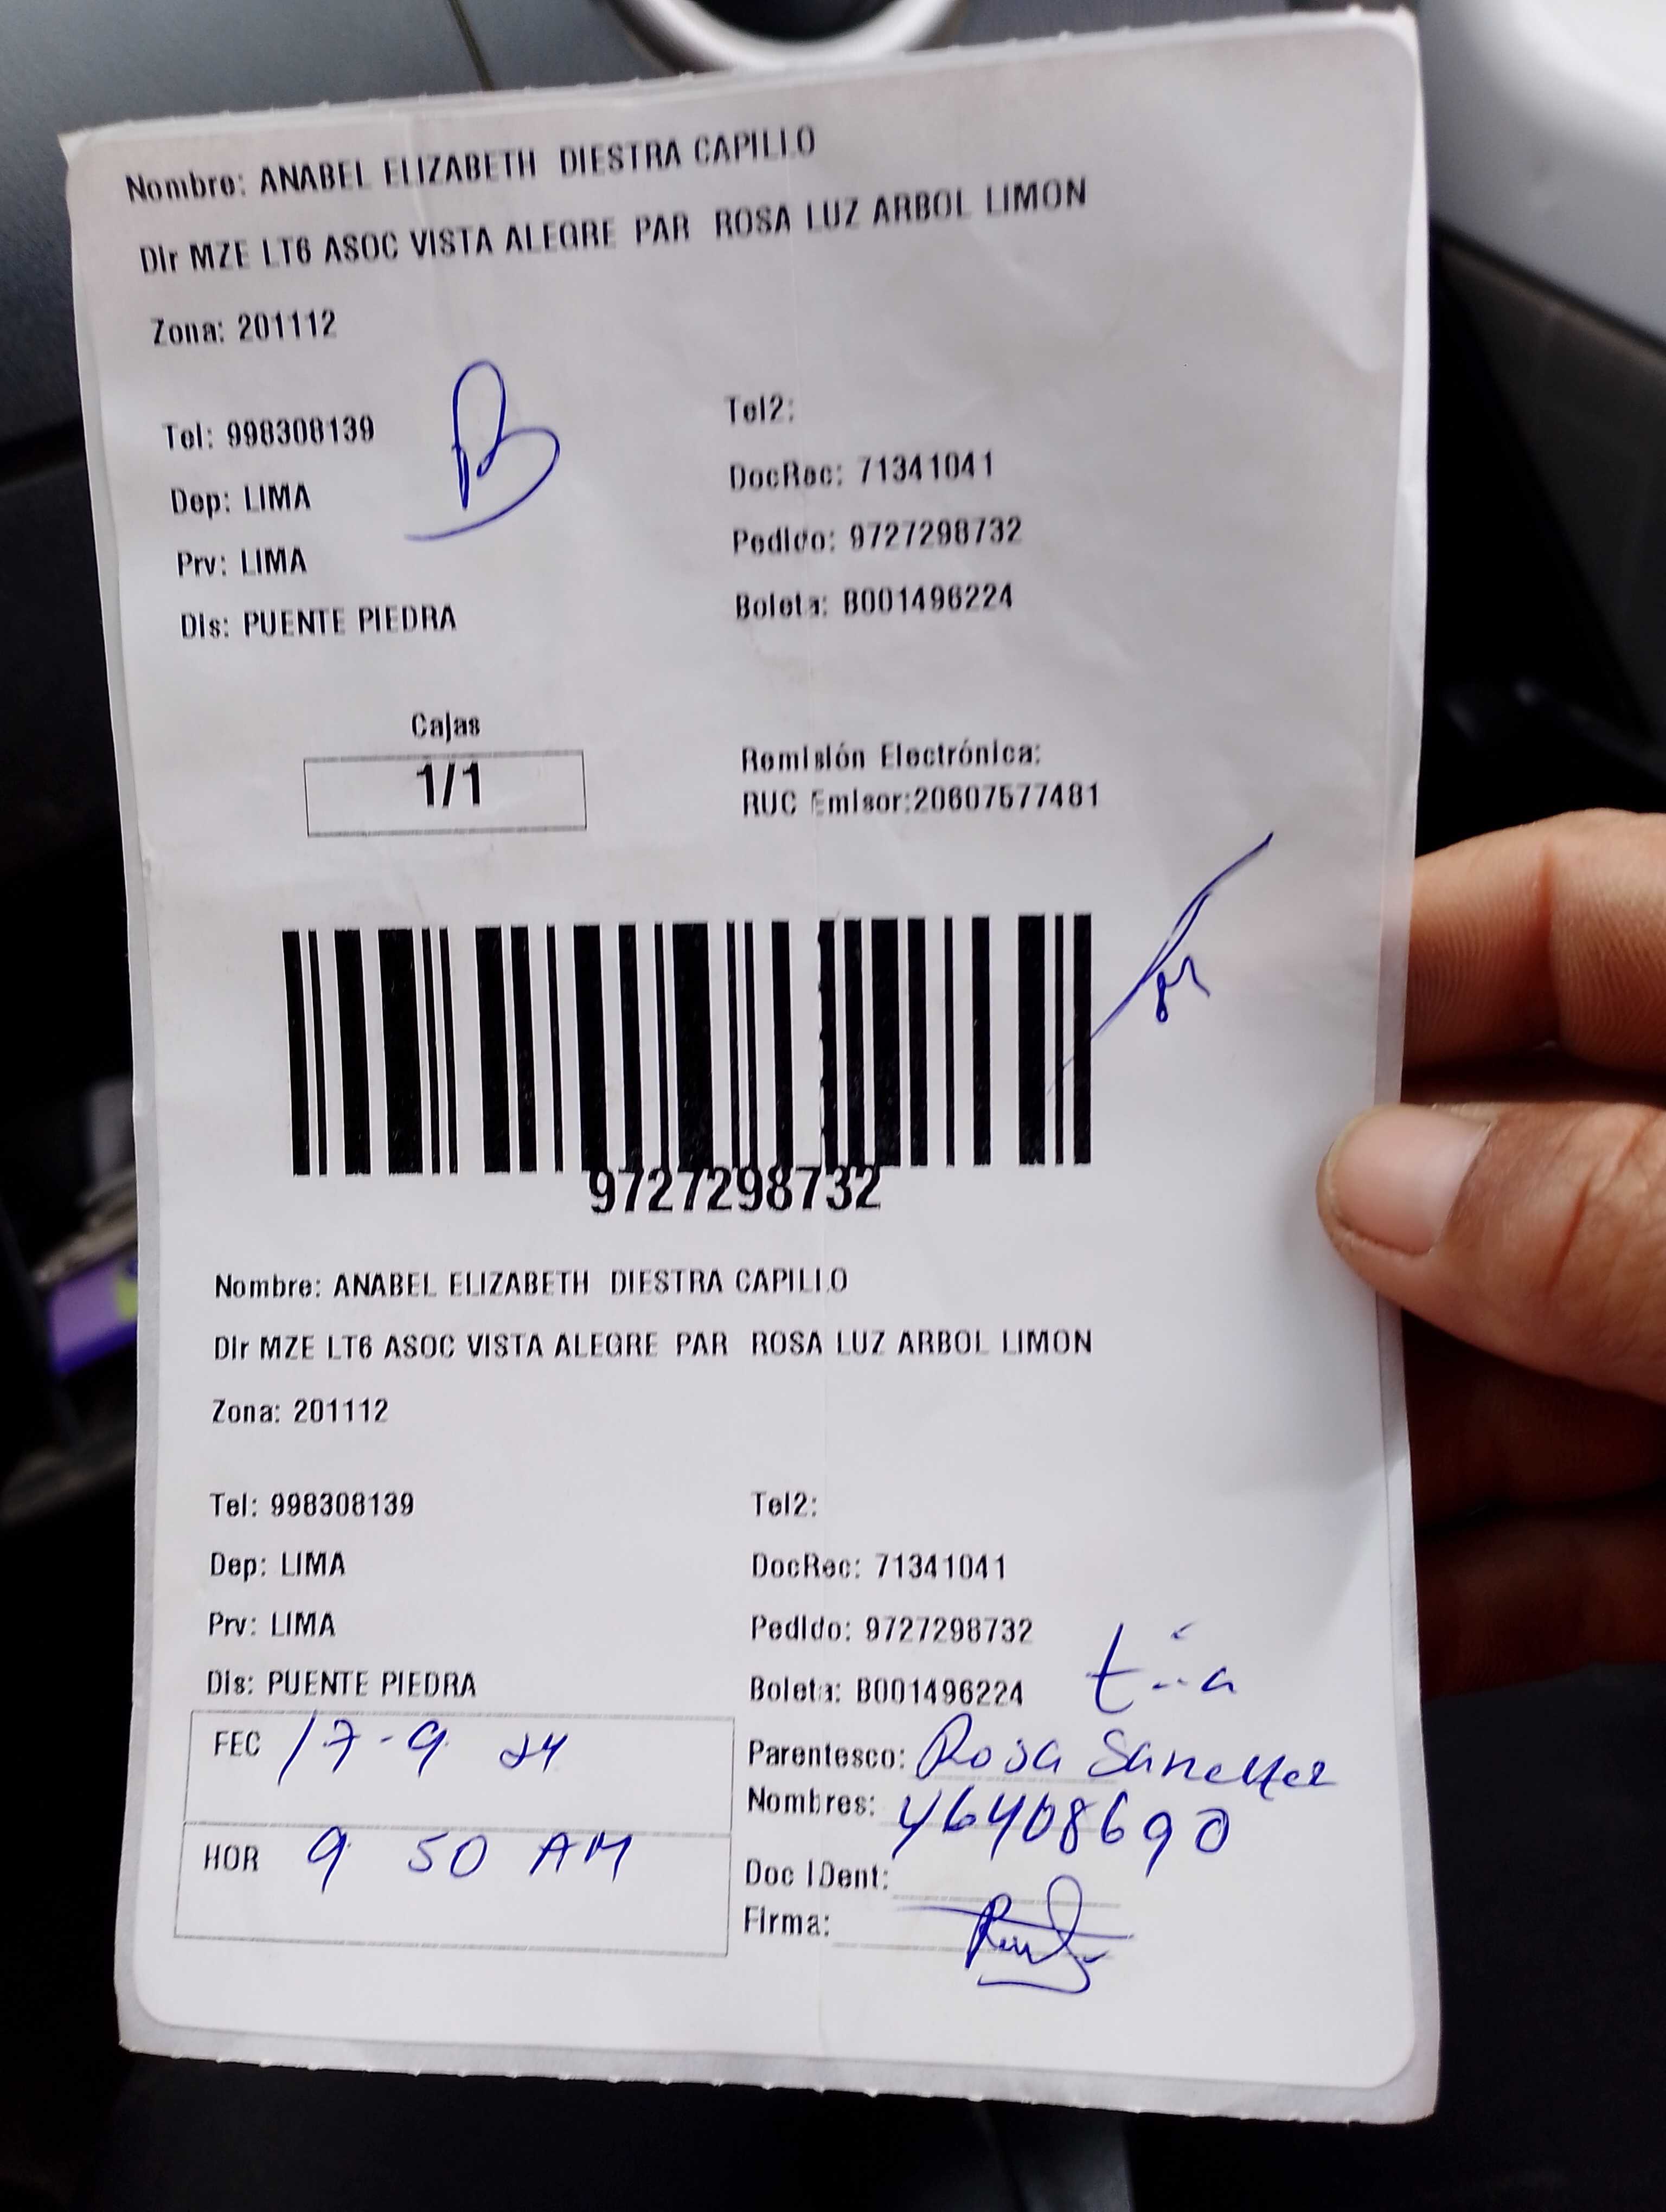 Nombre: ANABEL ELIZABETH DIESTRA CAPILLO
Dir MZE LT6 ASOC VISTA ALEGRE PAR ROSA LUZ ARBOL LIMON
Zona: 201112
Tel: 998308139
Tel2:
Dep: LIMA
DocRec: 71341041
Prv: LIMA
Pedido: 9727298732
Dis: PUENTE PIEDRA
Boleta: B001496224
Cajas
1/1
Remisión Electrónica:
RUC Emisor:20607577481
9727298732
Nombre: ANABEL ELIZABETH DIESTRA CAPILLO
Dir MZE LT6 ASOC VISTA ALEGRE PAR ROSA LUZ ARBOL LIMON
Zona: 201112
Tel: 998308139
Tel2:
Dep: LIMA
DocRec: 71341041
Prv: LIMA
Pedido: 9727298732
Dis: PUENTE PIEDRA
Boleta: B001496224
tía
FEC 17-9 24
Parentesco: Rosa Sanchez
Nombres: 46408690
HOR 9 50 AM
Doc IDent:
Firma: